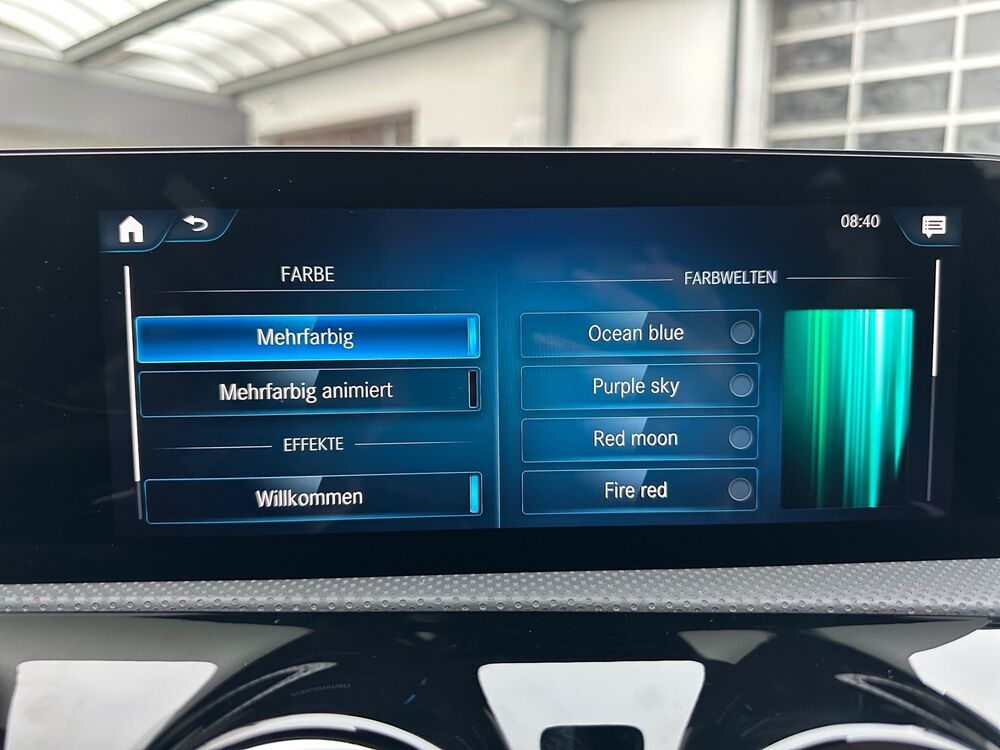 08:40
FARBE
Mehrfarbig
Mehrfarbig animiert
EFFEKTE
Willkommen
FARBWELTEN
Ocean blue
Purple sky
Red moon
Fire red